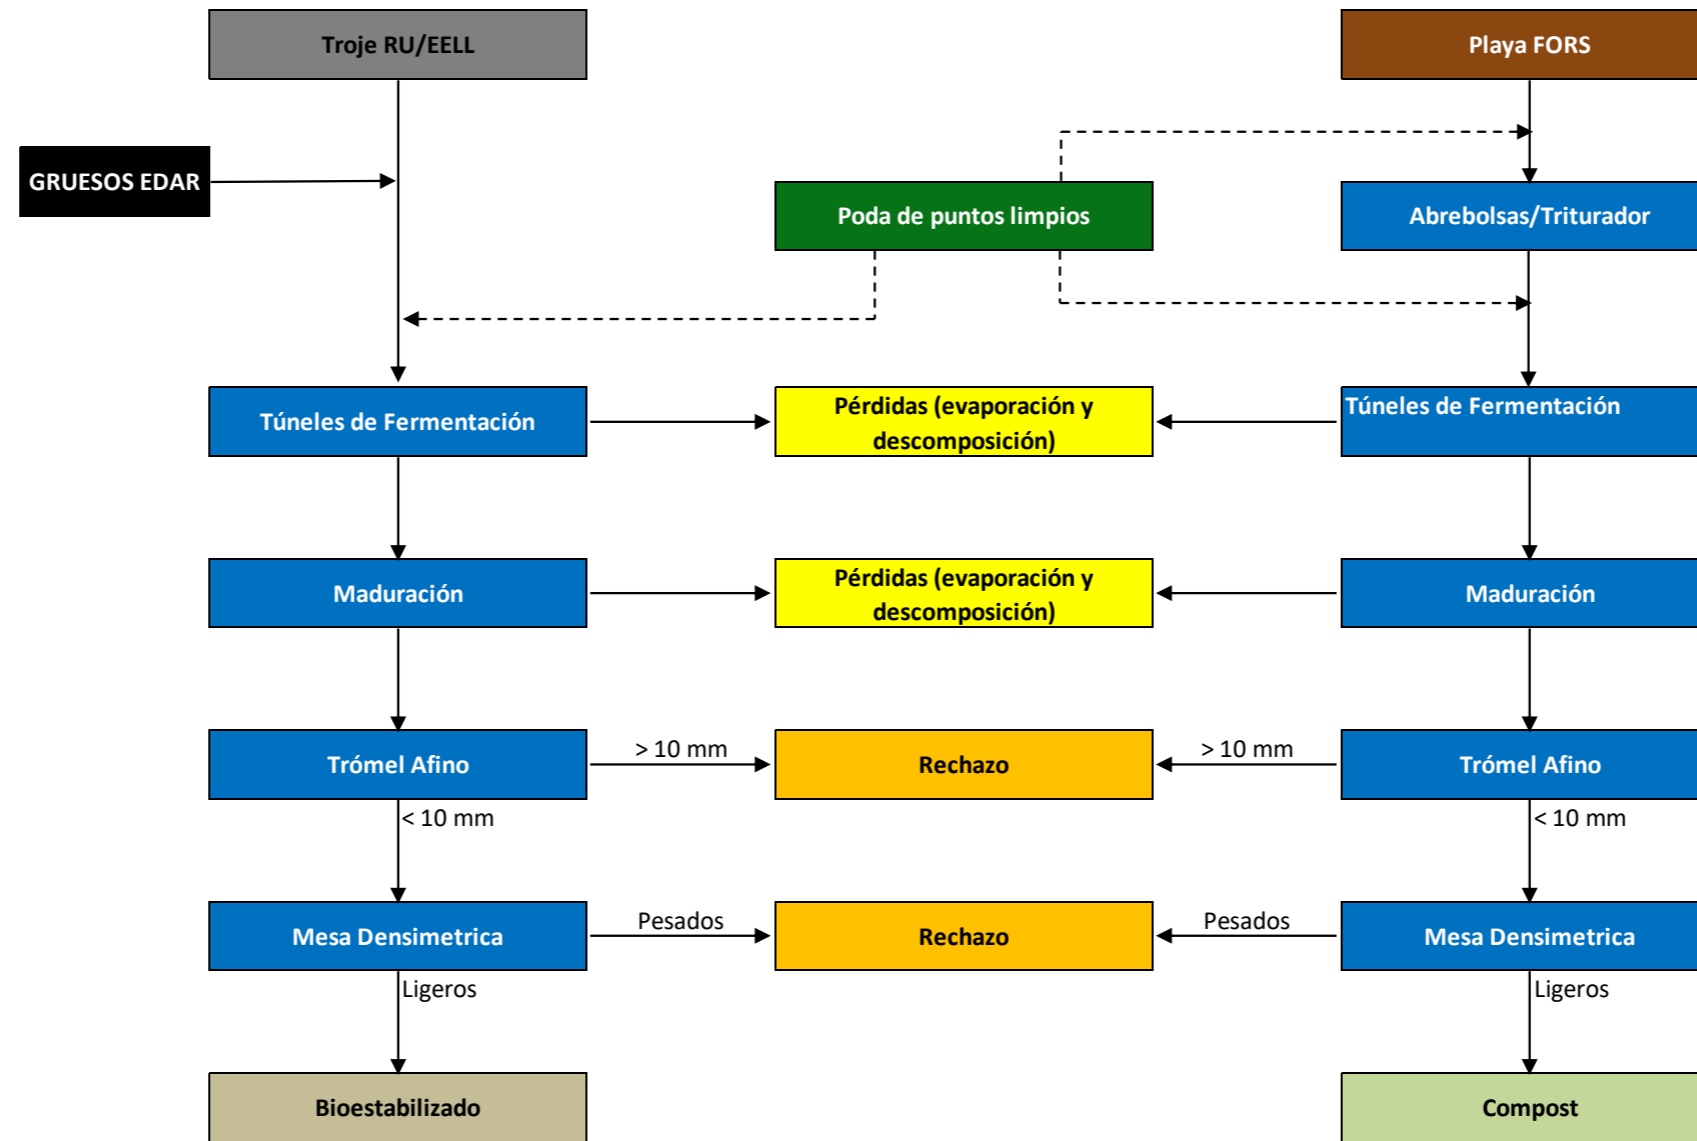 Troje RU/EELL
Playa FORS
GRUESOS EDAR
Poda de puntos limpios
Abrebolsas/Triturador
Túneles de Fermentación
Pérdidas (evaporación y
descomposición)
Túneles de Fermentación
Maduración
Pérdidas (evaporación y
descomposición)
Maduración
Trómel Afino
> 10 mm
Rechazo
> 10 mm
Trómel Afino
< 10 mm
< 10 mm
Mesa Densimetrica
Pesados
Rechazo
Pesados
Mesa Densimetrica
Ligeros
Ligeros
Bioestabilizado
Compost